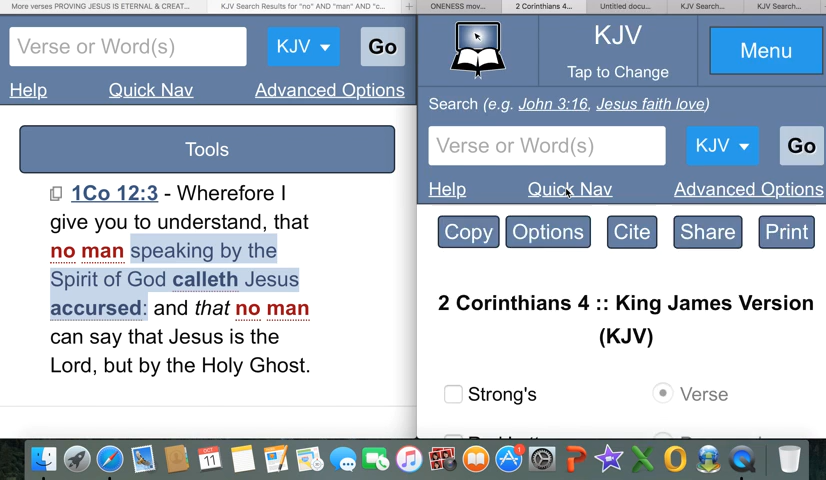 More verses PROVING JESUS IS ETERNAL & CREAT...
KJV Search Results for "no" AND "man" AND "c...
Verse or Word(s)
KJV
Go
Help
Quick Nav
Advanced Options
Tools
1Co 12:3 - Wherefore I
give you to understand, that
no man speaking by the
Spirit of God calleth Jesus
accursed: and that no man
can say that Jesus is the
Lord, but by the Holy Ghost.
ONENESS mov...
2 Corinthians 4...
Untitled docu...
KJV Search...
KJV Search...
KJV
Tap to Change
Menu
Search (e.g. John 3:16, Jesus faith love)
Verse or Word(s)
KJV
Go
Help
Quick Nav
Advanced Options
Copy
Options
Cite
Share
Print
2 Corinthians 4 :: King James Version
(KJV)
Strong's
Verse
OCT
11